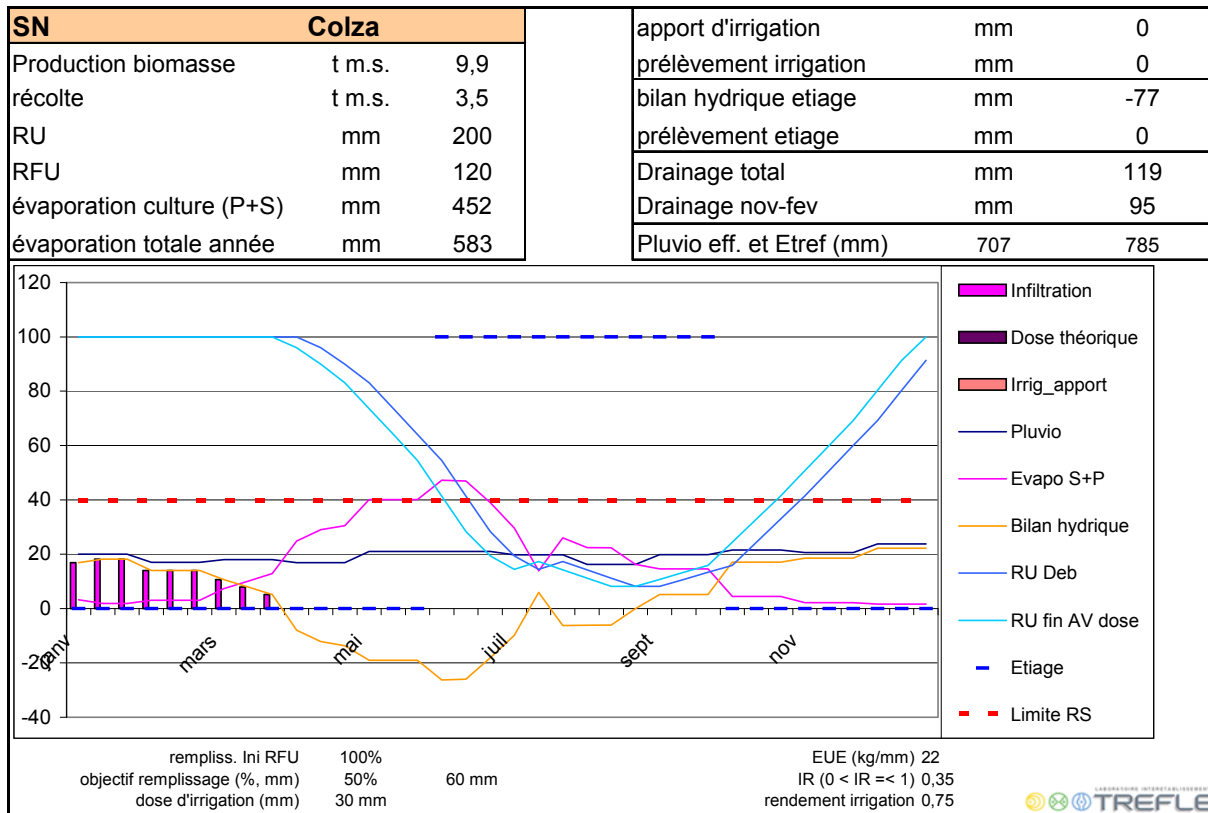 SN Colza
Production biomasse t m.s. 9,9
récolte t m.s. 3,5
RU mm 200
RFU mm 120
évaporation culture (P+S) mm 452
évaporation totale année mm 583
apport d'irrigation mm 0
prélèvement irrigation mm 0
bilan hydrique etiage mm -77
prélèvement etiage mm 0
Drainage total mm 119
Drainage nov-fev mm 95
Pluvio eff. et Etref (mm) 707 785
120
100
80
60
40
20
0
-20
-40
janv mars mai juil sept nov
Infiltration
Dose théorique
Irrig_apport
Pluvio
Evapo S+P
Bilan hydrique
RU Deb
RU fin AV dose
Etiage
Limite RS
rempliss. Ini RFU 100%
objectif remplissage (%, mm) 50% 60 mm
dose d'irrigation (mm) 30 mm
EUE (kg/mm) 22
IR (0 < IR =< 1) 0,35
rendement irrigation 0,75
LABORATOIRE INTERETABLISSEMENT
TREFLE